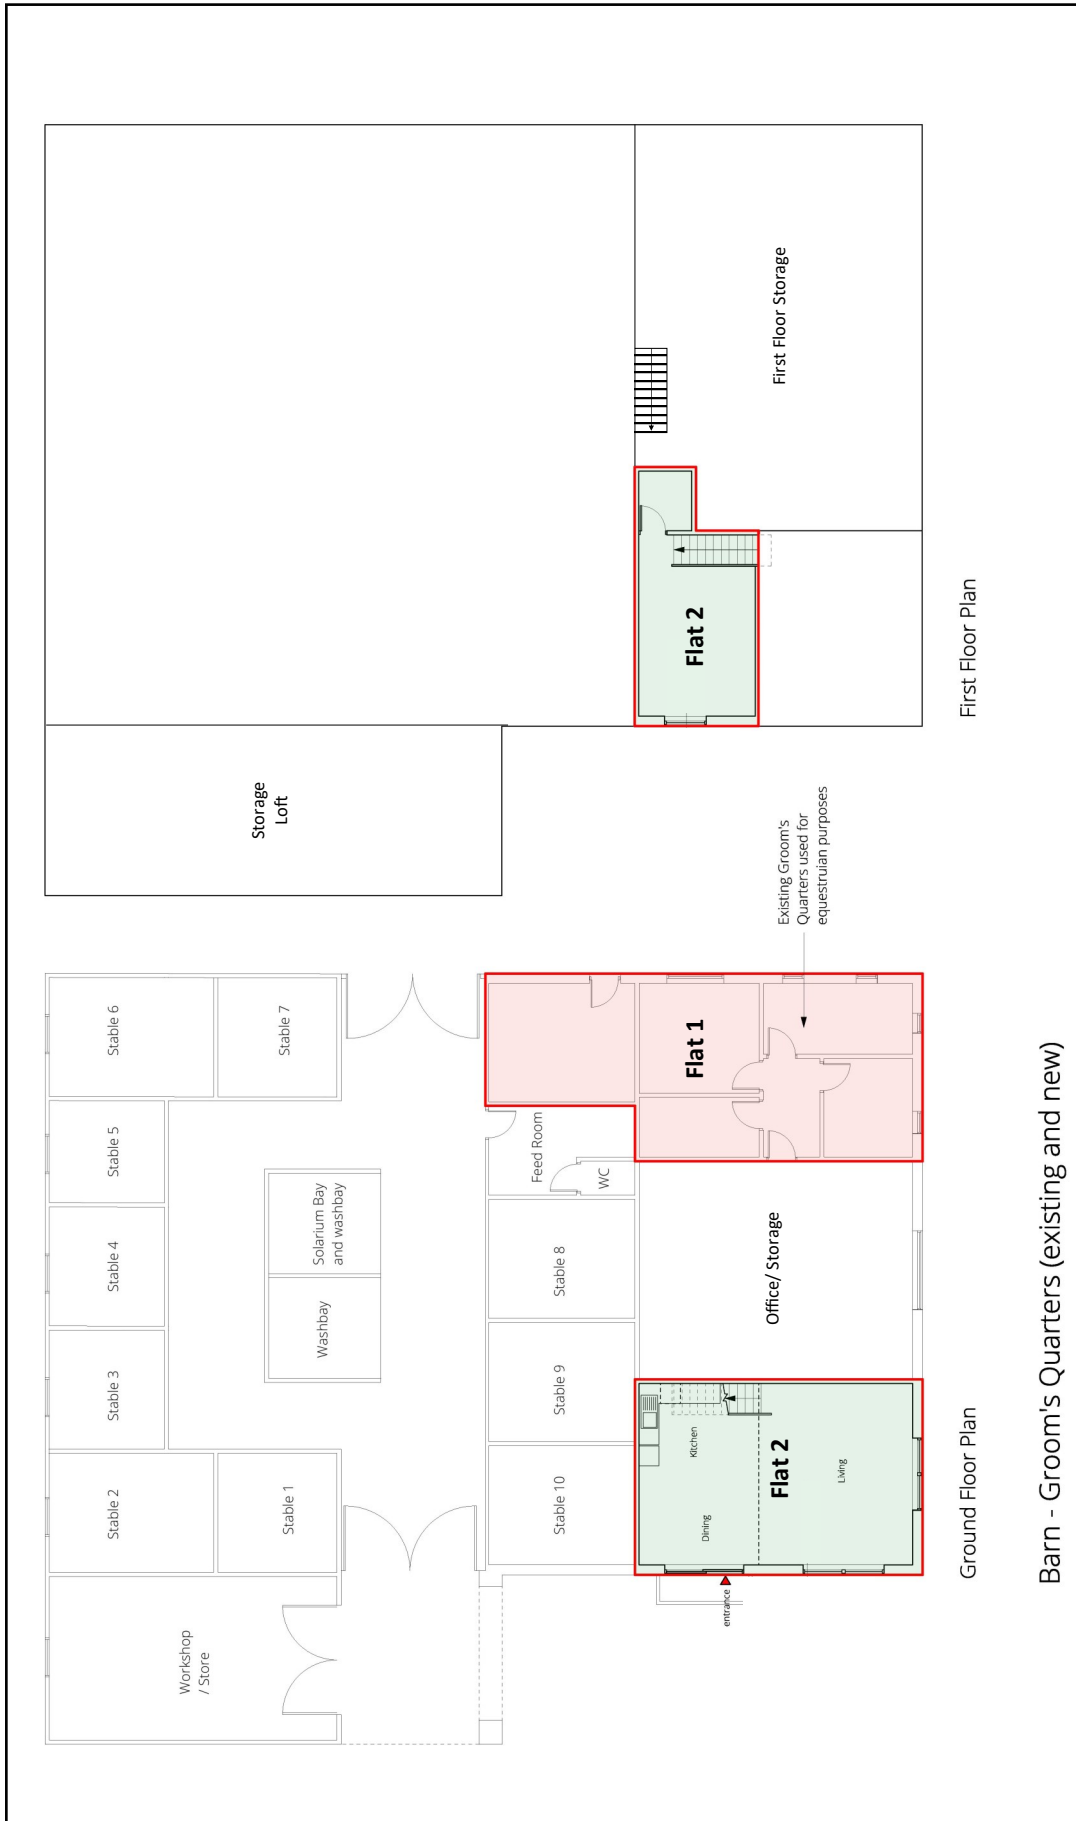 Workshop
/ Store
Stable 2
Stable 1
Stable 3
Stable 4
Stable 5
Stable 6
Stable 7
Washbay
Solarium Bay
and washbay
Stable 10
Stable 9
Stable 8
Feed Room
WC
entrance
Dining
Kitchen
Flat 2
Living
Office/ Storage
Flat 1
Existing Groom's
Quarters used for
equestruian purposes
Ground Floor Plan
Storage
Loft
Flat 2
First Floor Storage
First Floor Plan
Barn - Groom's Quarters (existing and new)